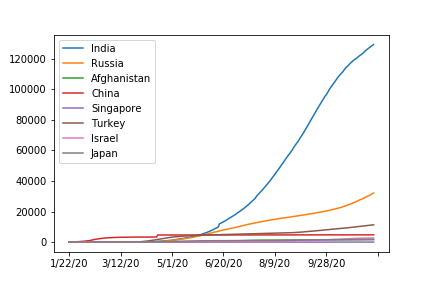 120000
100000
80000
60000
40000
20000
0
India
Russia
Afghanistan
China
Singapore
Turkey
Israel
Japan
1/22/20 3/12/20 5/1/20 6/20/20 8/9/20 9/28/20